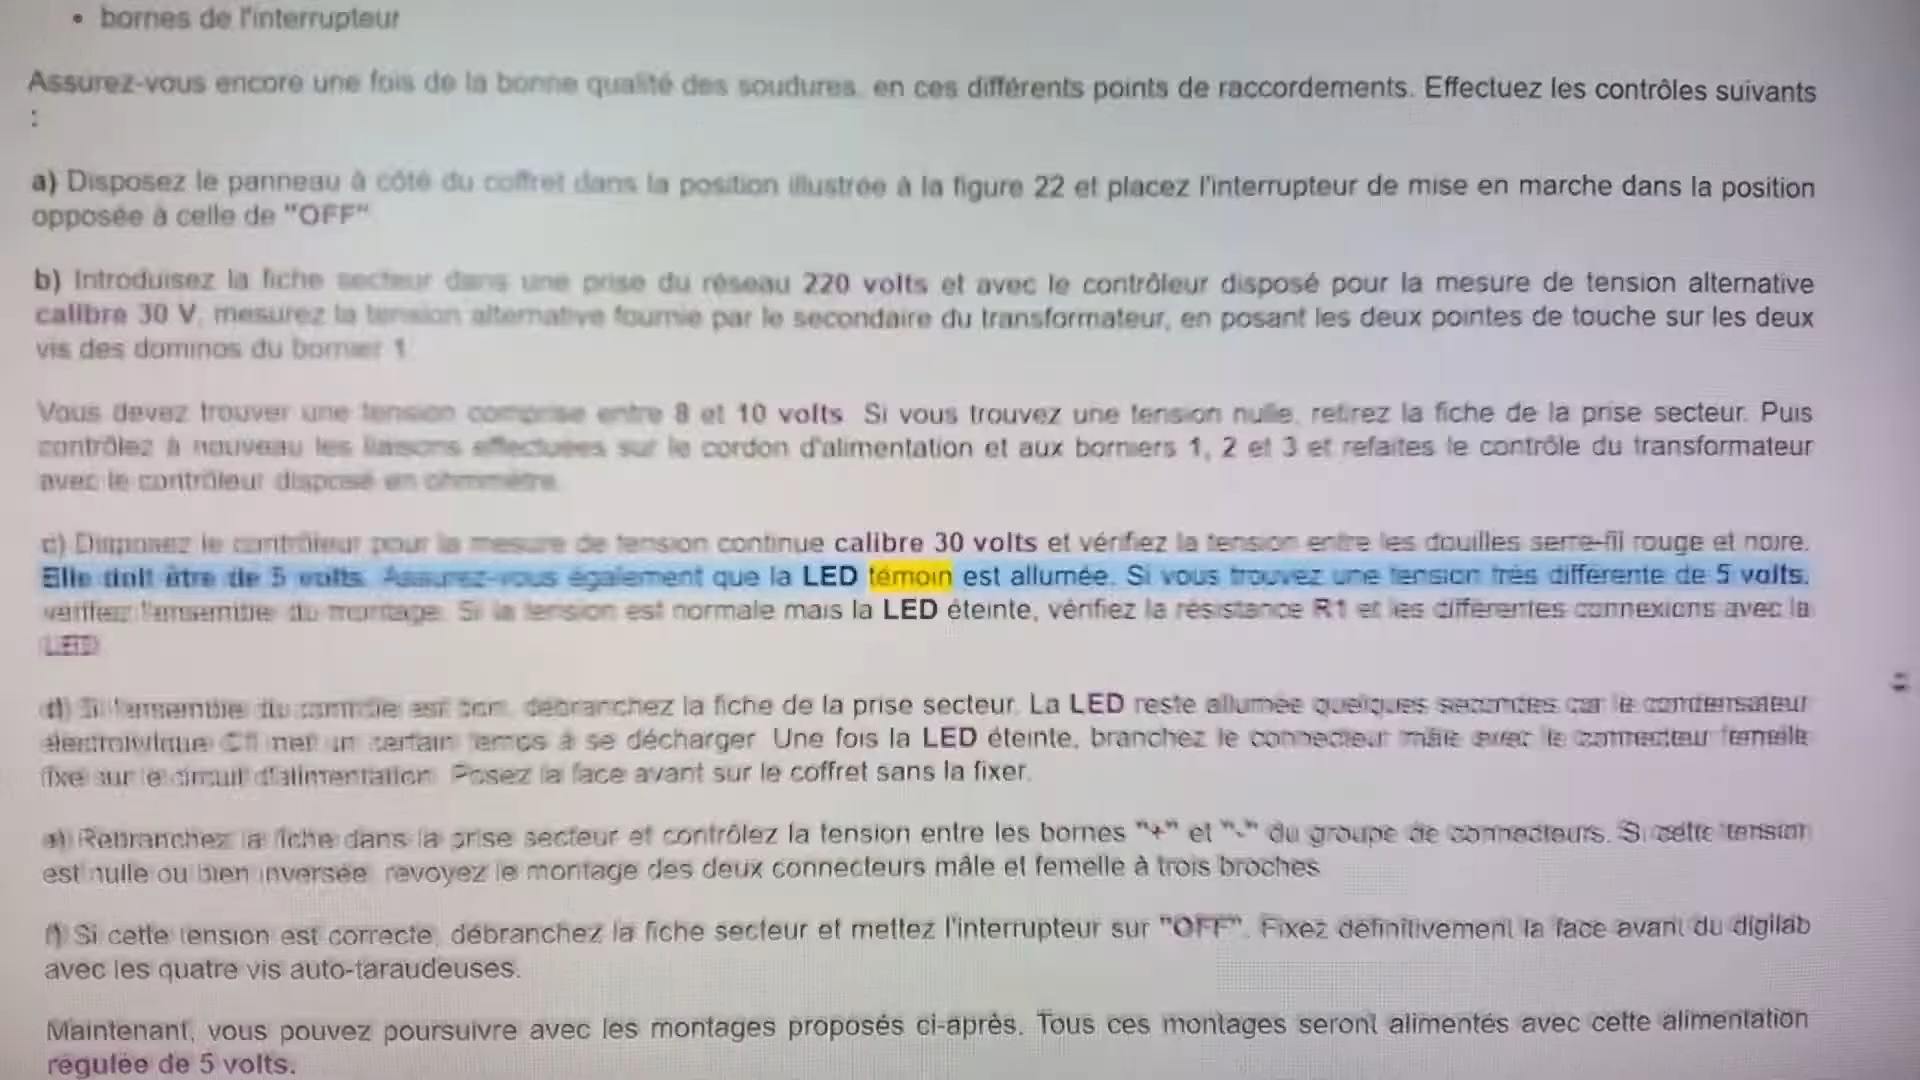 • bornes de l'interrupteur
Assurez-vous encore une fois de la bonne qualité des soudures, en ces différents points de raccordements. Effectuez les contrôles suivants
:
a) Disposez le panneau à côté du coffret dans la position illustrée à la figure 22 et placez l'interrupteur de mise en marche dans la position
opposée à celle de "OFF"
b) Introduisez la fiche secteur dans une prise du réseau 220 volts et avec le contrôleur disposé pour la mesure de tension alternative
calibre 30 V, mesurez la tension alternative fournie par le secondaire du transformateur, en posant les deux pointes de touche sur les deux
vis des dominos du bornier 1
Vous devez trouver une tension comprise entre 8 et 10 volts. Si vous trouvez une tension nulle, retirez la fiche de la prise secteur. Puis
contrôlez à nouveau les liaisons effectuées sur le cordon d'alimentation et aux borniers 1, 2 et 3 et refaites le contrôle du transformateur
avec le contrôleur disposé en ohmmètre.
c) Disposez le contrôleur pour la mesure de tension continue calibre 30 volts et vérifiez la tension entre les douilles serre-fil rouge et noire.
Elle doit être de 5 volts. Assurez-vous également que la LED témoin est allumée. Si vous trouvez une tension très différente de 5 volts,
vérifiez l'ensemble du montage. Si la tension est normale mais la LED éteinte, vérifiez la résistance R1 et les différentes connexions avec la
LED
d) Si l'ensemble du contrôle est bon, débranchez la fiche de la prise secteur. La LED reste allumée quelques secondes car le condensateur
électrolytique C1 met un certain temps à se décharger. Une fois la LED éteinte, branchez le connecteur mâle avec le connecteur femelle
fixé sur le circuit d'alimentation. Posez la face avant sur le coffret sans la fixer.
e) Rebranchez la fiche dans la prise secteur et contrôlez la tension entre les bornes "+" et "-" du groupe de connecteurs. Si cette tension
est nulle ou bien inversée, revoyez le montage des deux connecteurs mâle et femelle à trois broches
f) Si cette tension est correcte, débranchez la fiche secteur et mettez l'interrupteur sur "OFF". Fixez définitivement la face avant du digilab
avec les quatre vis auto-taraudeuses.
Maintenant, vous pouvez poursuivre avec les montages proposés ci-après. Tous ces montages seront alimentés avec cette alimentation
régulée de 5 volts.